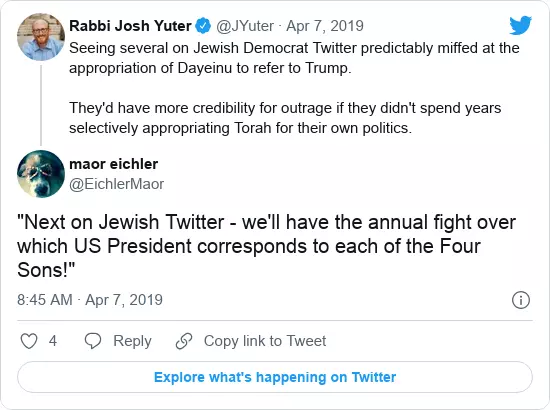 Rabbi Josh Yuter @JYuter · Apr 7, 2019
Seeing several on Jewish Democrat Twitter predictably miffed at the
appropriation of Dayeinu to refer to Trump.
They'd have more credibility for outrage if they didn't spend years
selectively appropriating Torah for their own politics.
maor eichler
@EichlerMaor
"Next on Jewish Twitter - we'll have the annual fight over
which US President corresponds to each of the Four
Sons!"
8:45 AM · Apr 7, 2019
4 Reply Copy link to Tweet
Explore what's happening on Twitter